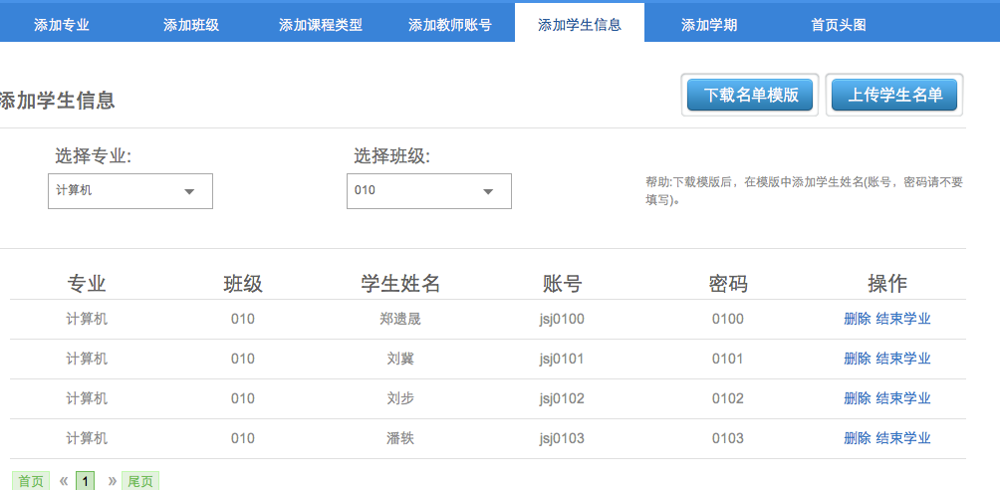 添加专业 添加班级 添加课程类型 添加教师账号 添加学生信息 添加学期 首页头图
添加学生信息 下载名单模版 上传学生名单
选择专业: 选择班级:
计算机 010 帮助:下载模版后，在模版中添加学生姓名(账号，密码请不要
填写)。
专业 班级 学生姓名 账号 密码 操作
计算机 010 郑遗晟 jsj0100 0100 删除 结束学业
计算机 010 刘冀 jsj0101 0101 删除 结束学业
计算机 010 刘步 jsj0102 0102 删除 结束学业
计算机 010 潘轶 jsj0103 0103 删除 结束学业
首页 « 1 » 尾页